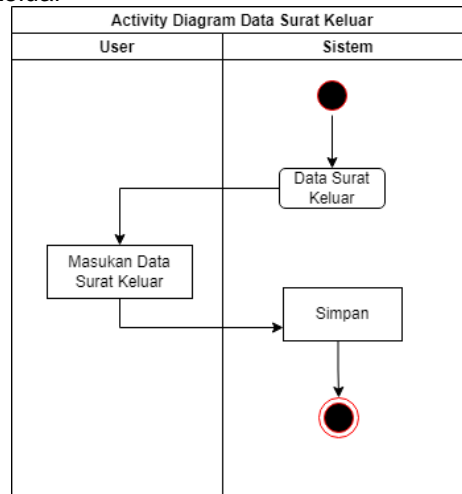 Activity Diagram Data Surat Keluar
User
Sistem
Data Surat
Keluar
Masukan Data
Surat Keluar
Simpan